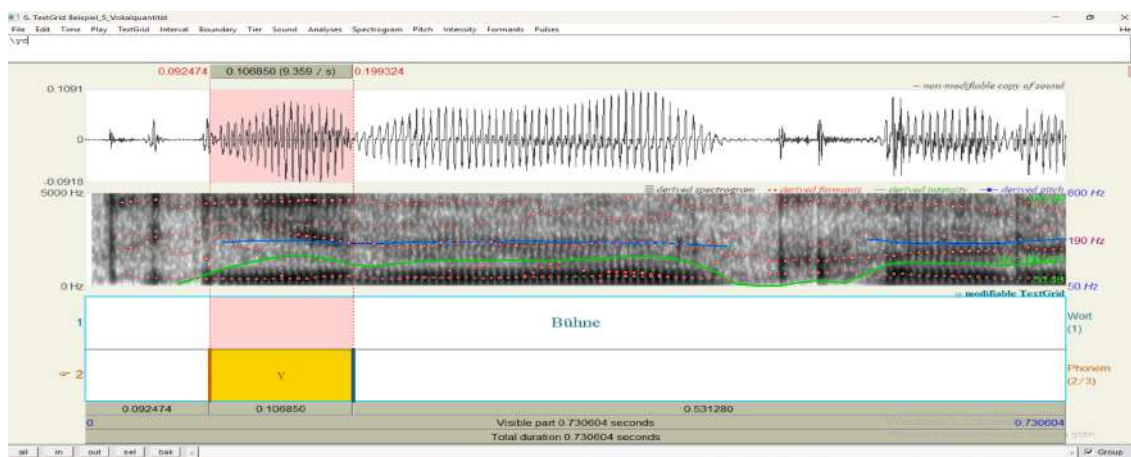 6. TextGrid Beispiel_5_Vokalquantität
File Edit Time Play TextGrid Interval Boundary Tier Sound Analyses Spectrogram Pitch Intensity Formants Pulses He
0.092474 0.106850 (9.359 / s) 0.199324
0.1091 non-modifiable copy of sound
0
-0.0918
5000 Hz derived spectrogram derived formants derived intensity derived pitch 800 Hz
190 Hz
0 Hz 50 Hz
modifiable TextGrid
1 Bühne Wort
(1)
2 Y Phonem
(2/3)
0.092474 0.106850 0.531280
0 Visible part 0.730604 seconds 0.730604
Total duration 0.730604 seconds
all in out sel bak Group